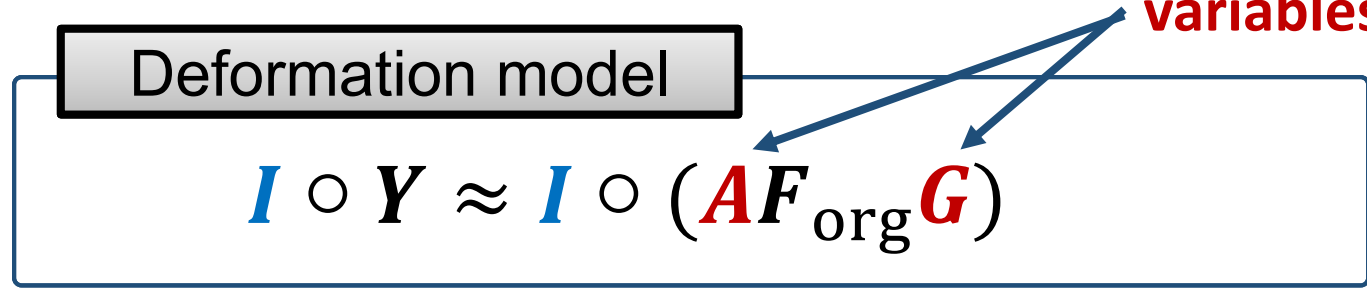 variables
Deformation model
I ∘ Y ≈ I ∘ (AF_org G)